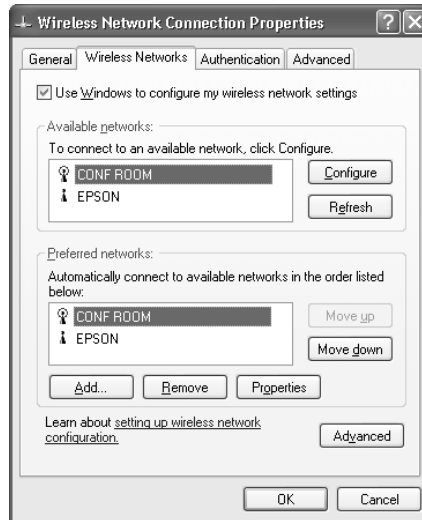 Wireless Network Connection Properties
General Wireless Networks Authentication Advanced
Use Windows to configure my wireless network settings
Available networks:
To connect to an available network, click Configure.
CONF ROOM
EPSON
Configure
Refresh
Preferred networks:
Automatically connect to available networks in the order listed
below:
CONF ROOM
EPSON
Move up
Move down
Add... Remove Properties
Learn about setting up wireless network
configuration.
Advanced
OK Cancel